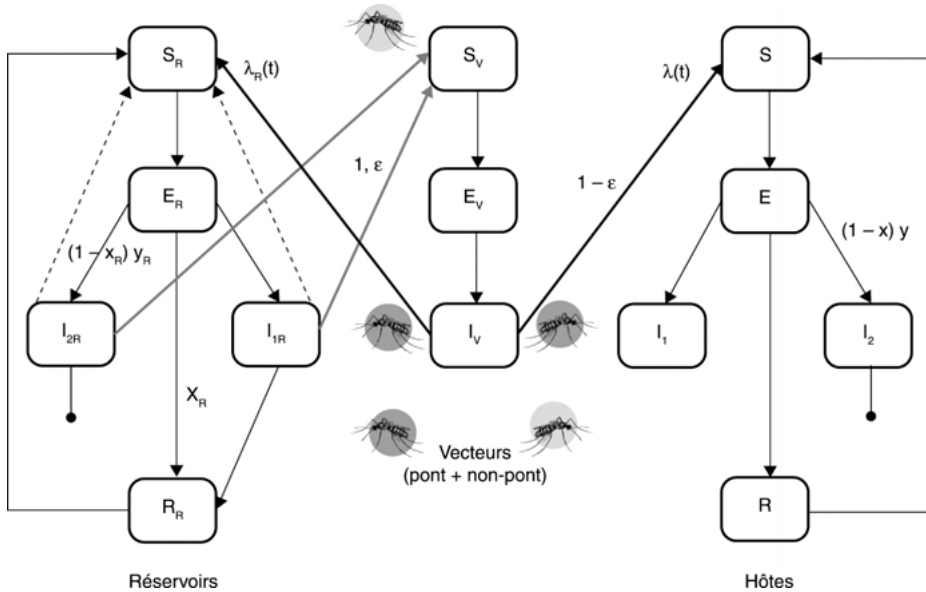 S_R
S_V
S
λ_R(t)
λ(t)
1, ε
1 – ε
E_R
E_V
E
(1 – x_R) y_R
(1 – x) y
I_2R
I_1R
I_V
I_1
I_2
X_R
Vecteurs
(pont + non-pont)
R_R
R
Réservoirs
Hôtes